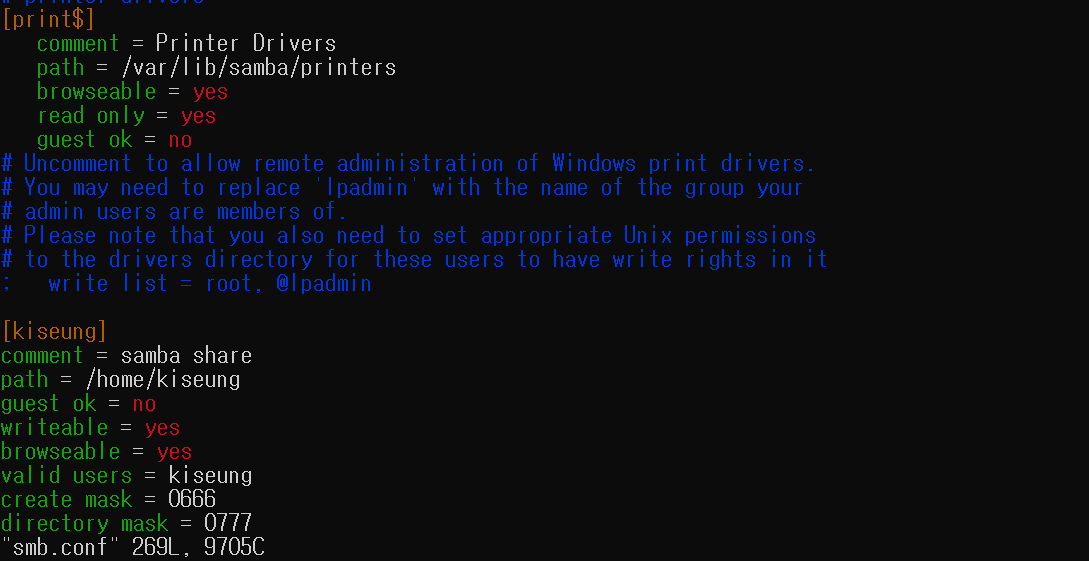 # printer drivers
[print$]
   comment = Printer Drivers
   path = /var/lib/samba/printers
   browseable = yes
   read only = yes
   guest ok = no
# Uncomment to allow remote administration of Windows print drivers.
# You may need to replace 'lpadmin' with the name of the group your
# admin users are members of.
# Please note that you also need to set appropriate Unix permissions
# to the drivers directory for these users to have write rights in it
;   write list = root, @lpadmin

[kiseung]
comment = samba share
path = /home/kiseung
guest ok = no
writeable = yes
browseable = yes
valid users = kiseung
create mask = 0666
directory mask = 0777
"smb.conf" 269L, 9705C